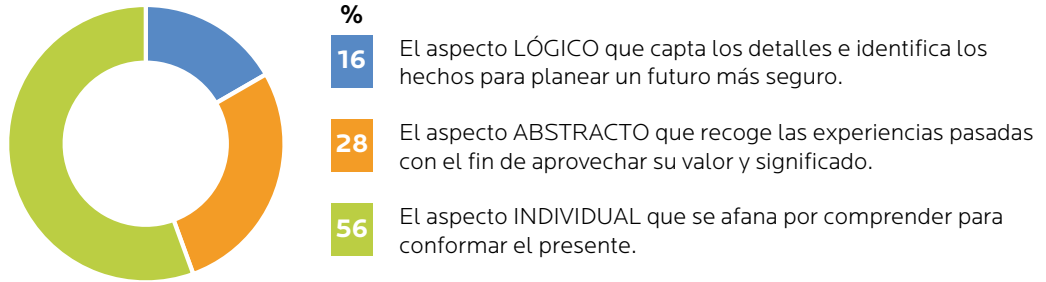 %
16
El aspecto LÓGICO que capta los detalles e identifica los
hechos para planear un futuro más seguro.
28
El aspecto ABSTRACTO que recoge las experiencias pasadas
con el fin de aprovechar su valor y significado.
56
El aspecto INDIVIDUAL que se afana por comprender para
conformar el presente.